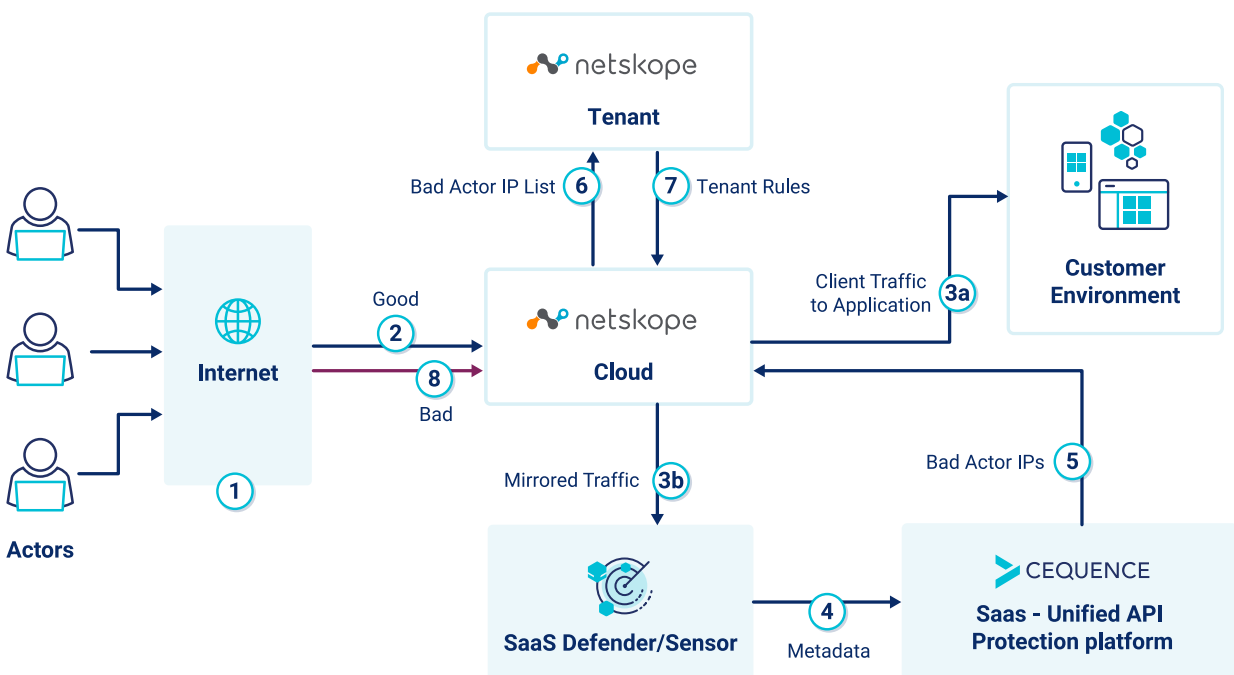 netskope
Tenant
Bad Actor IP List
6
7
Tenant Rules
Client Traffic
to Application
3a
Customer
Environment
Good
2
netskope
Cloud
Internet
8
Bad
1
Actors
Mirrored Traffic
3b
Bad Actor IPs
5
SaaS Defender/Sensor
4
Metadata
CEQUENCE
Saas - Unified API
Protection platform